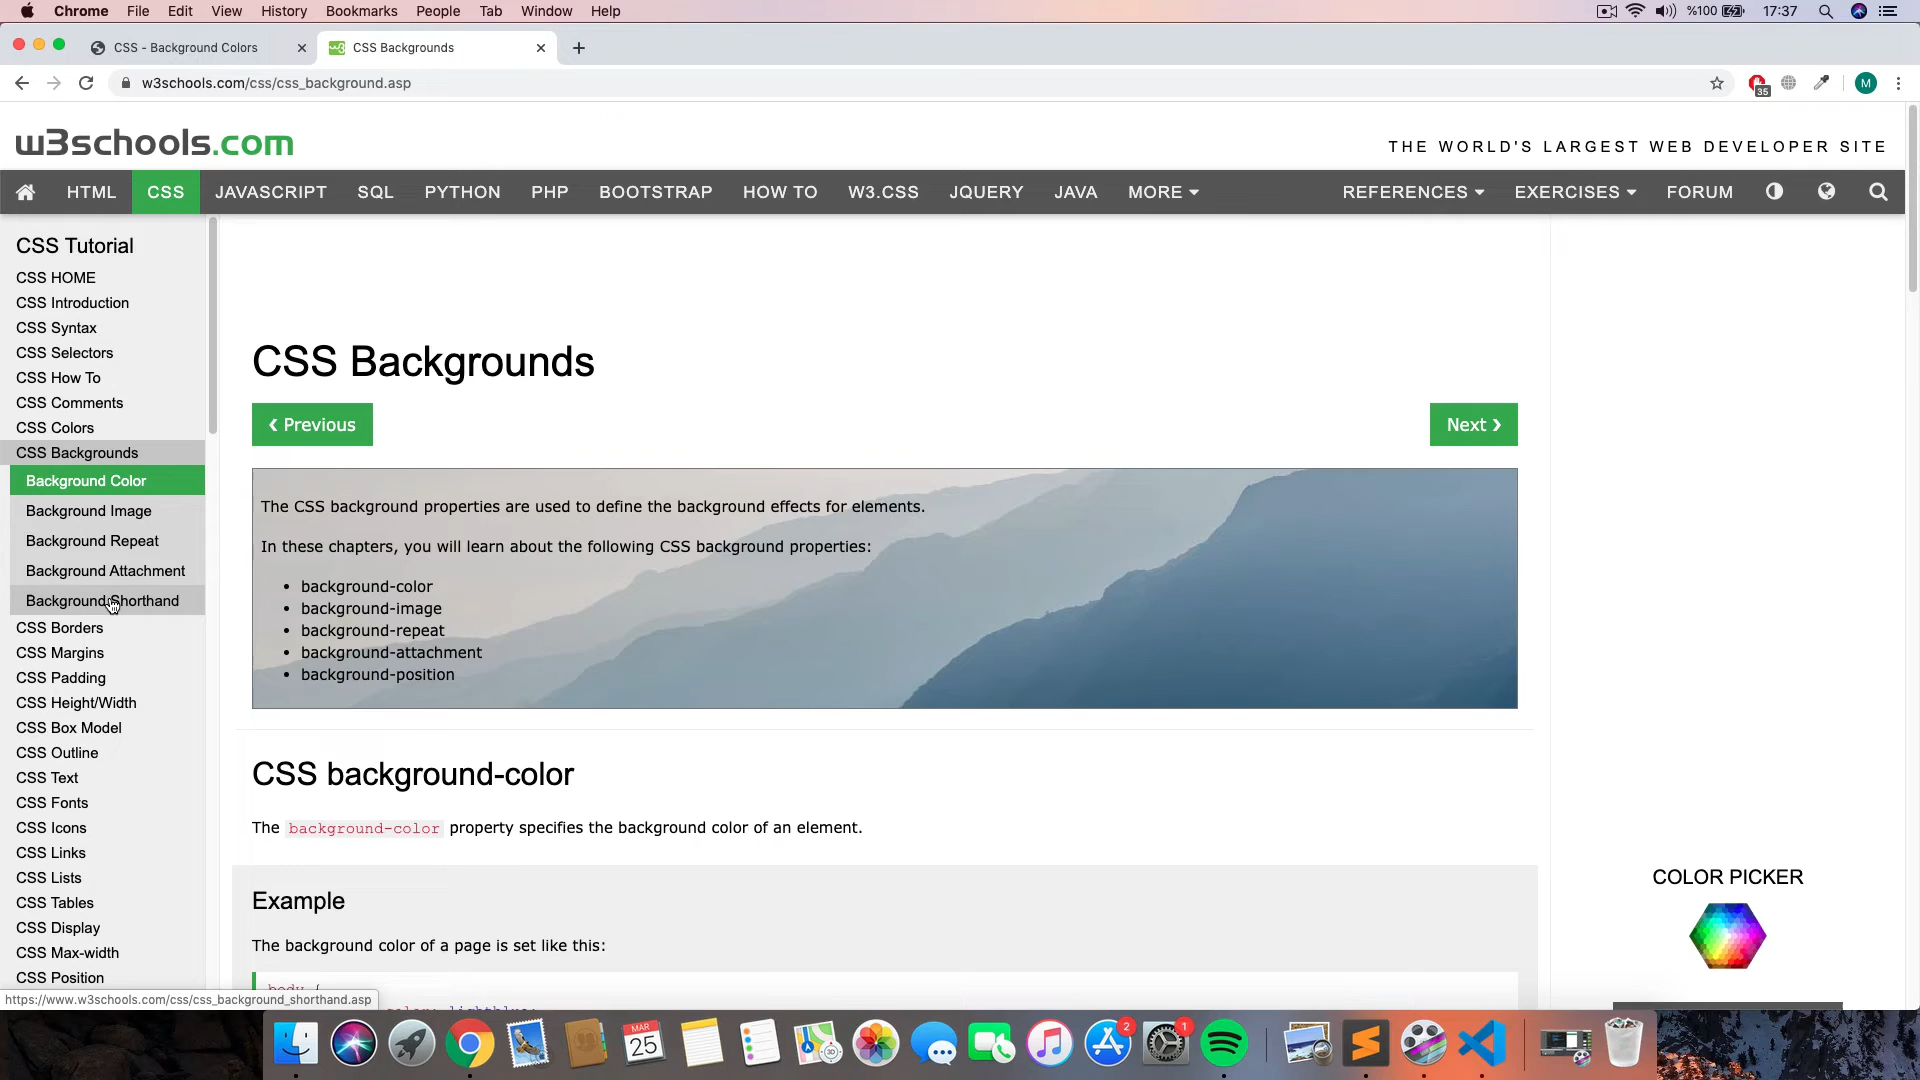 Chrome File Edit View History Bookmarks People Tab Window Help %100 17:37
CSS - Background Colors CSS Backgrounds
w3schools.com/css/css_background.asp 35 M
w3schools.com
THE WORLD'S LARGEST WEB DEVELOPER SITE
HTML CSS JAVASCRIPT SQL PYTHON PHP BOOTSTRAP HOW TO W3.CSS JQUERY JAVA MORE REFERENCES EXERCISES FORUM
CSS Tutorial
CSS HOME
CSS Introduction
CSS Syntax
CSS Selectors
CSS How To
CSS Comments
CSS Colors
CSS Backgrounds
Background Color
Background Image
Background Repeat
Background Attachment
Background Shorthand
CSS Borders
CSS Margins
CSS Padding
CSS Height/Width
CSS Box Model
CSS Outline
CSS Text
CSS Fonts
CSS Icons
CSS Links
CSS Lists
CSS Tables
CSS Display
CSS Max-width
CSS Position
https://www.w3schools.com/css/css_background_shorthand.asp
CSS Backgrounds
❮ Previous
Next ❯
The CSS background properties are used to define the background effects for elements.
In these chapters, you will learn about the following CSS background properties:
• background-color
• background-image
• background-repeat
• background-attachment
• background-position
CSS background-color
The background-color property specifies the background color of an element.
Example
The background color of a page is set like this:
body {
COLOR PICKER
MAR
25
2
1